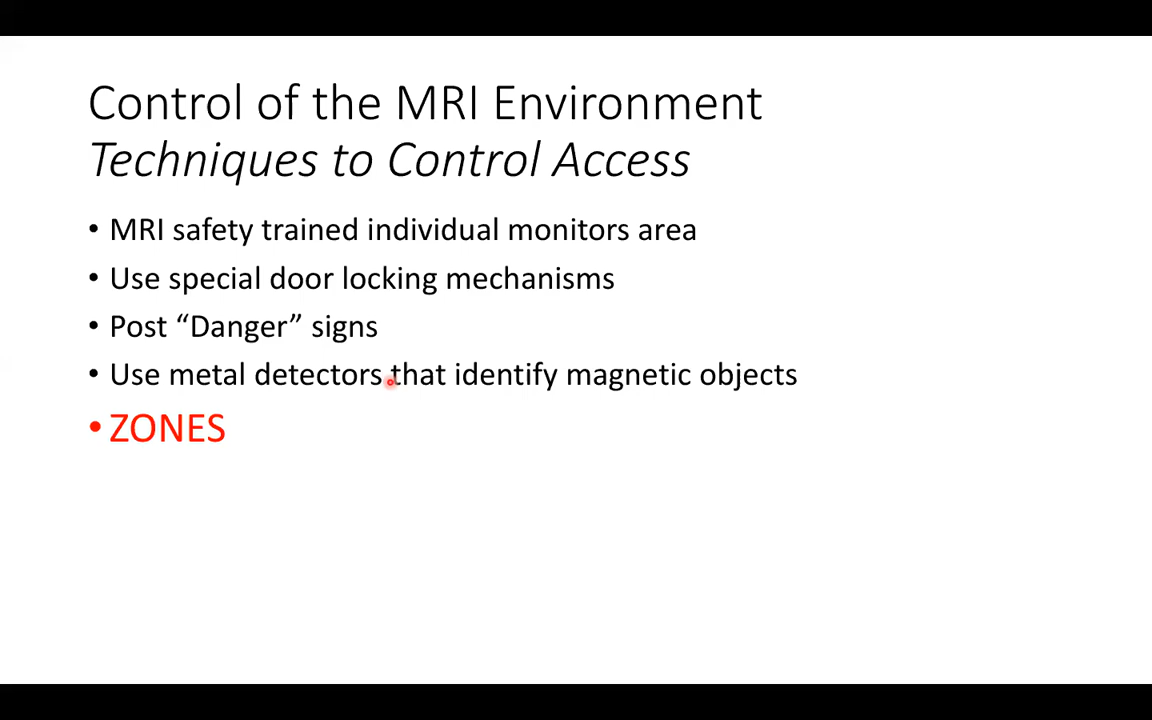 Control of the MRI Environment
Techniques to Control Access
• MRI safety trained individual monitors area
• Use special door locking mechanisms
• Post “Danger” signs
• Use metal detectors that identify magnetic objects
• ZONES